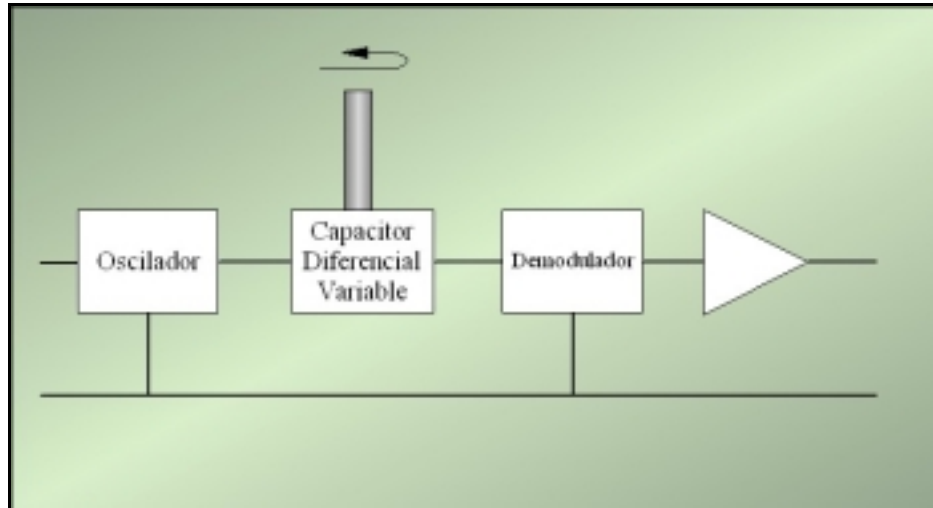 Oscilador
Capacitor
Diferencial
Variable
Demodulador